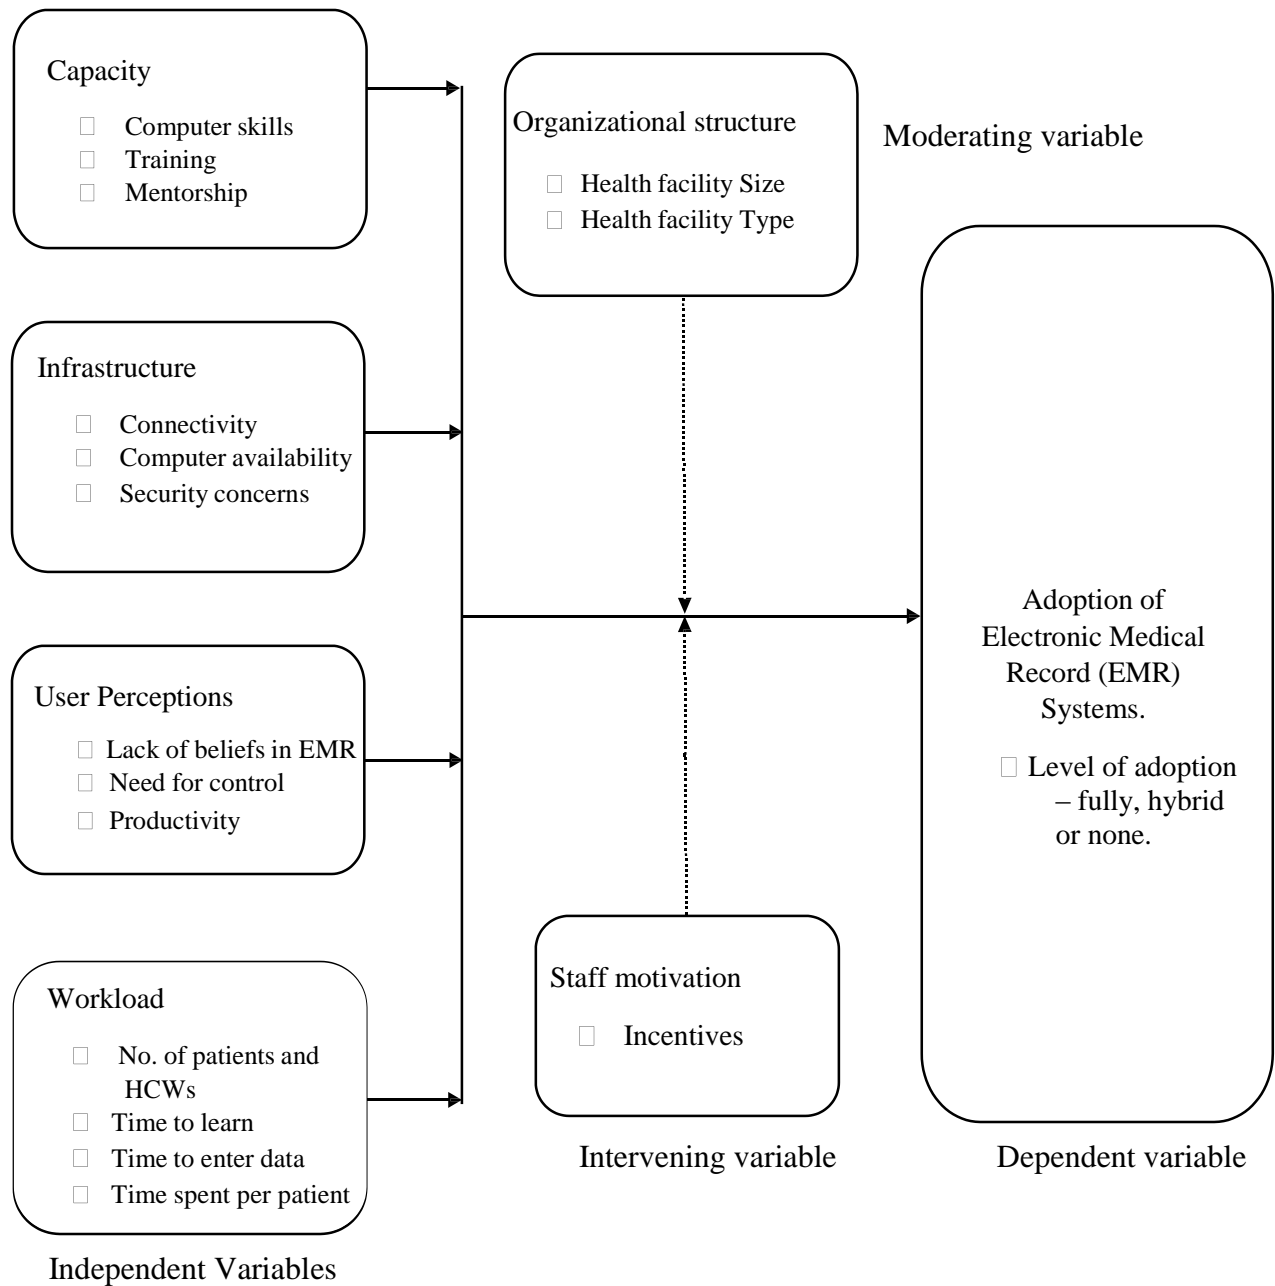 Capacity
Computer skills
Training
Mentorship
Infrastructure
Connectivity
Computer availability
Security concerns
User Perceptions
Lack of beliefs in EMR
Need for control
Productivity
Workload
No. of patients and
HCWs
Time to learn
Time to enter data
Time spent per patient
Independent Variables
Organizational structure
Health facility Size
Health facility Type
Moderating variable
Staff motivation
Incentives
Intervening variable
Adoption of
Electronic Medical
Record (EMR)
Systems.
Level of adoption
– fully, hybrid
or none.
Dependent variable